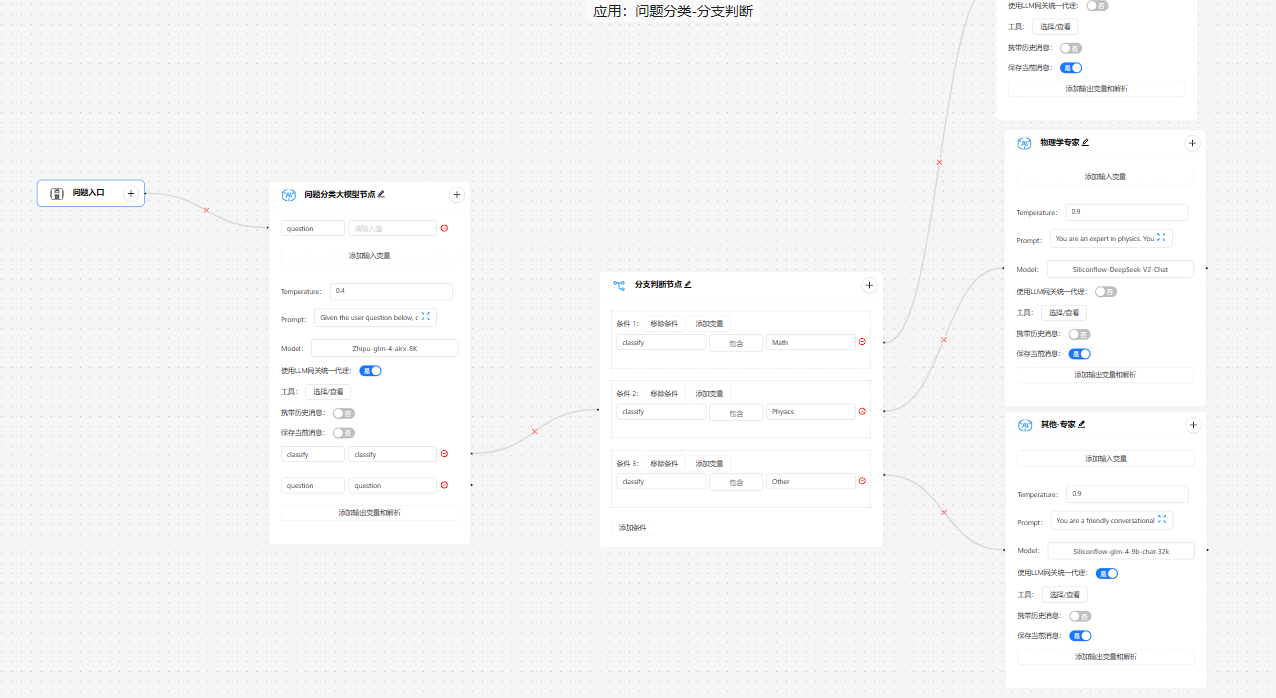 应用：问题分类-分支判断
问题入口
+
问题分类大模型节点
+
question 请输入值
添加输入变量
Temperature: 0.4
Prompt: Given the user question below, c
Model: Zhipu-glm-4-airx-8K
使用LLM网关统一代理: 是
工具: 选择/查看
携带历史消息: 否
保存当前消息: 否
classify classify
question question
添加输出变量和解析
分支判断节点
+
条件 1: 移除条件 添加变量
classify 包含 Math
条件 2: 移除条件 添加变量
classify 包含 Physics
条件 3: 移除条件 添加变量
classify 包含 Other
添加条件
使用LLM网关统一代理: 否
工具: 选择/查看
携带历史消息: 否
保存当前消息: 是
添加输出变量和解析
物理学专家
+
添加输入变量
Temperature: 0.9
Prompt: You are an expert in physics. You
Model: Siliconflow-DeepSeek-V2-Chat
使用LLM网关统一代理: 否
工具: 选择/查看
携带历史消息: 否
保存当前消息: 是
添加输出变量和解析
其他-专家
+
添加输入变量
Temperature: 0.9
Prompt: You are a friendly conversational
Model: Siliconflow-glm-4-9b-chat-32k
使用LLM网关统一代理: 是
工具: 选择/查看
携带历史消息: 否
保存当前消息: 是
添加输出变量和解析